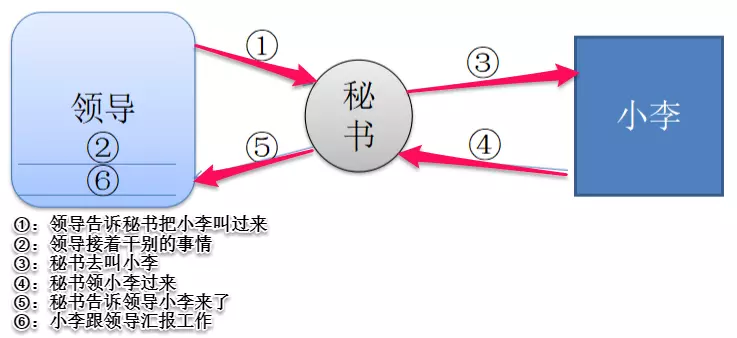 ①
③
秘
书
领导
小李
②
⑤
④
⑥
①：领导告诉秘书把小李叫过来
②：领导接着干别的事情
③：秘书去叫小李
④：秘书领小李过来
⑤：秘书告诉领导小李来了
⑥：小李跟领导汇报工作